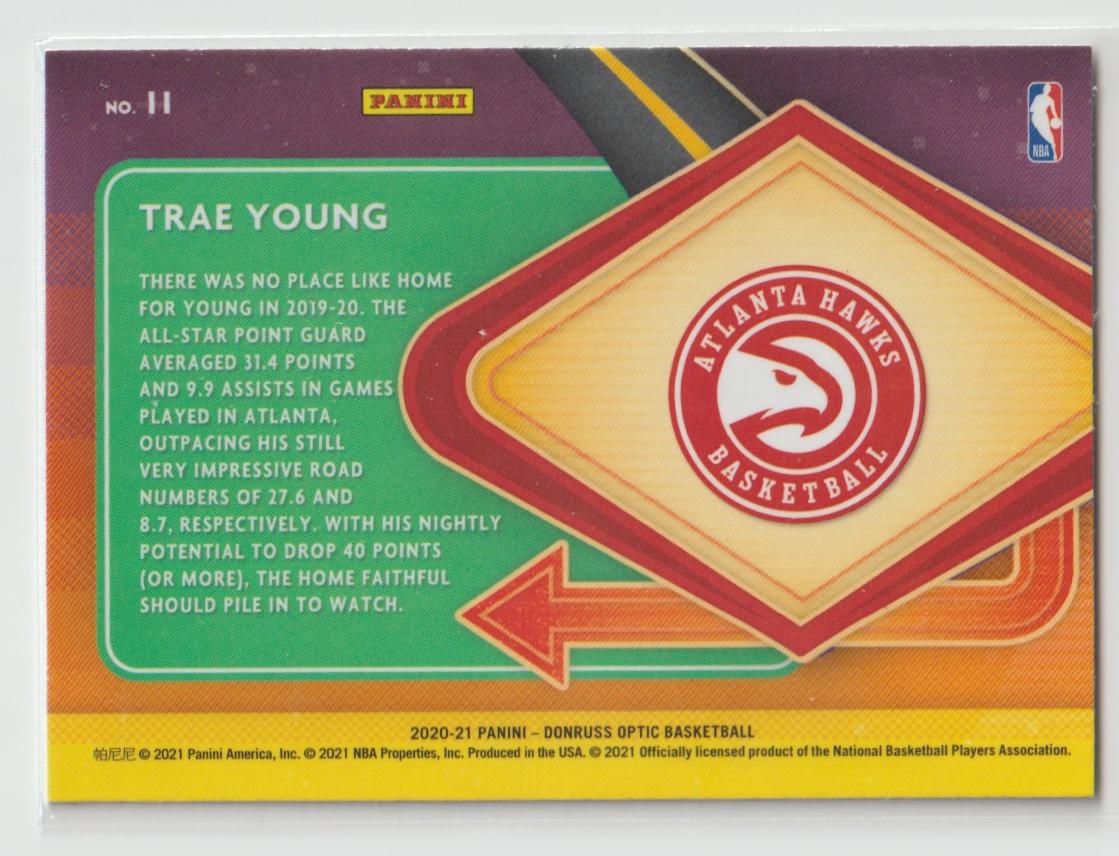 NO. 11
PANINI
NBA
TRAE YOUNG
THERE WAS NO PLACE LIKE HOME
FOR YOUNG IN 2019-20. THE
ALL-STAR POINT GUARD
AVERAGED 31.4 POINTS
AND 9.9 ASSISTS IN GAMES
PLAYED IN ATLANTA,
OUTPACING HIS STILL
VERY IMPRESSIVE ROAD
NUMBERS OF 27.6 AND
8.7, RESPECTIVELY. WITH HIS NIGHTLY
POTENTIAL TO DROP 40 POINTS
(OR MORE), THE HOME FAITHFUL
SHOULD PILE IN TO WATCH.
ATLANTA HAWKS
BASKETBALL
2020-21 PANINI – DONRUSS OPTIC BASKETBALL
帕尼尼 © 2021 Panini America, Inc. © 2021 NBA Properties, Inc. Produced in the USA. © 2021 Officially licensed product of the National Basketball Players Association.